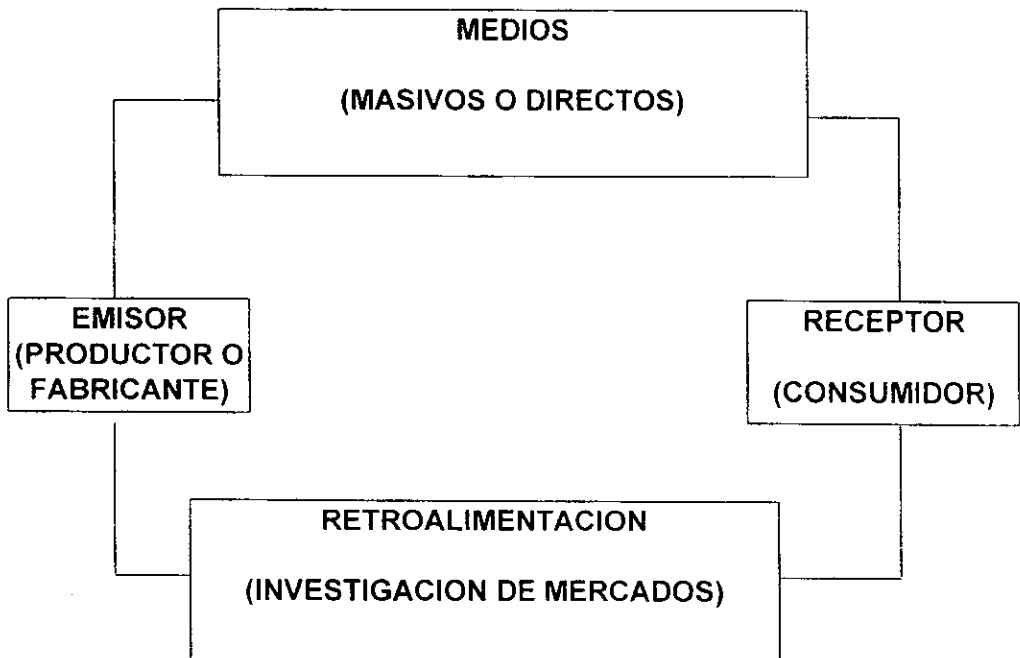 MEDIOS
(MASIVOS O DIRECTOS)
EMISOR
(PRODUCTOR O
FABRICANTE)
RECEPTOR
(CONSUMIDOR)
RETROALIMENTACION
(INVESTIGACION DE MERCADOS)